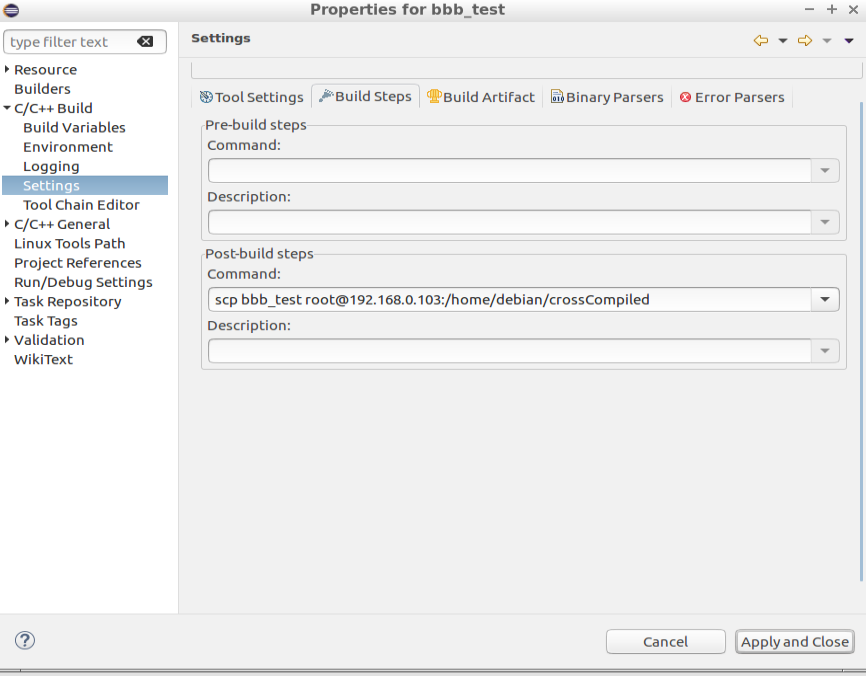 Properties for bbb_test
type filter text
Resource
Builders
C/C++ Build
Build Variables
Environment
Logging
Settings
Tool Chain Editor
C/C++ General
Linux Tools Path
Project References
Run/Debug Settings
Task Repository
Task Tags
Validation
WikiText
Settings
Tool Settings Build Steps Build Artifact Binary Parsers Error Parsers
Pre-build steps
Command:
Description:
Post-build steps
Command:
scp bbb_test root@192.168.0.103:/home/debian/crossCompiled
Description:
? Cancel Apply and Close